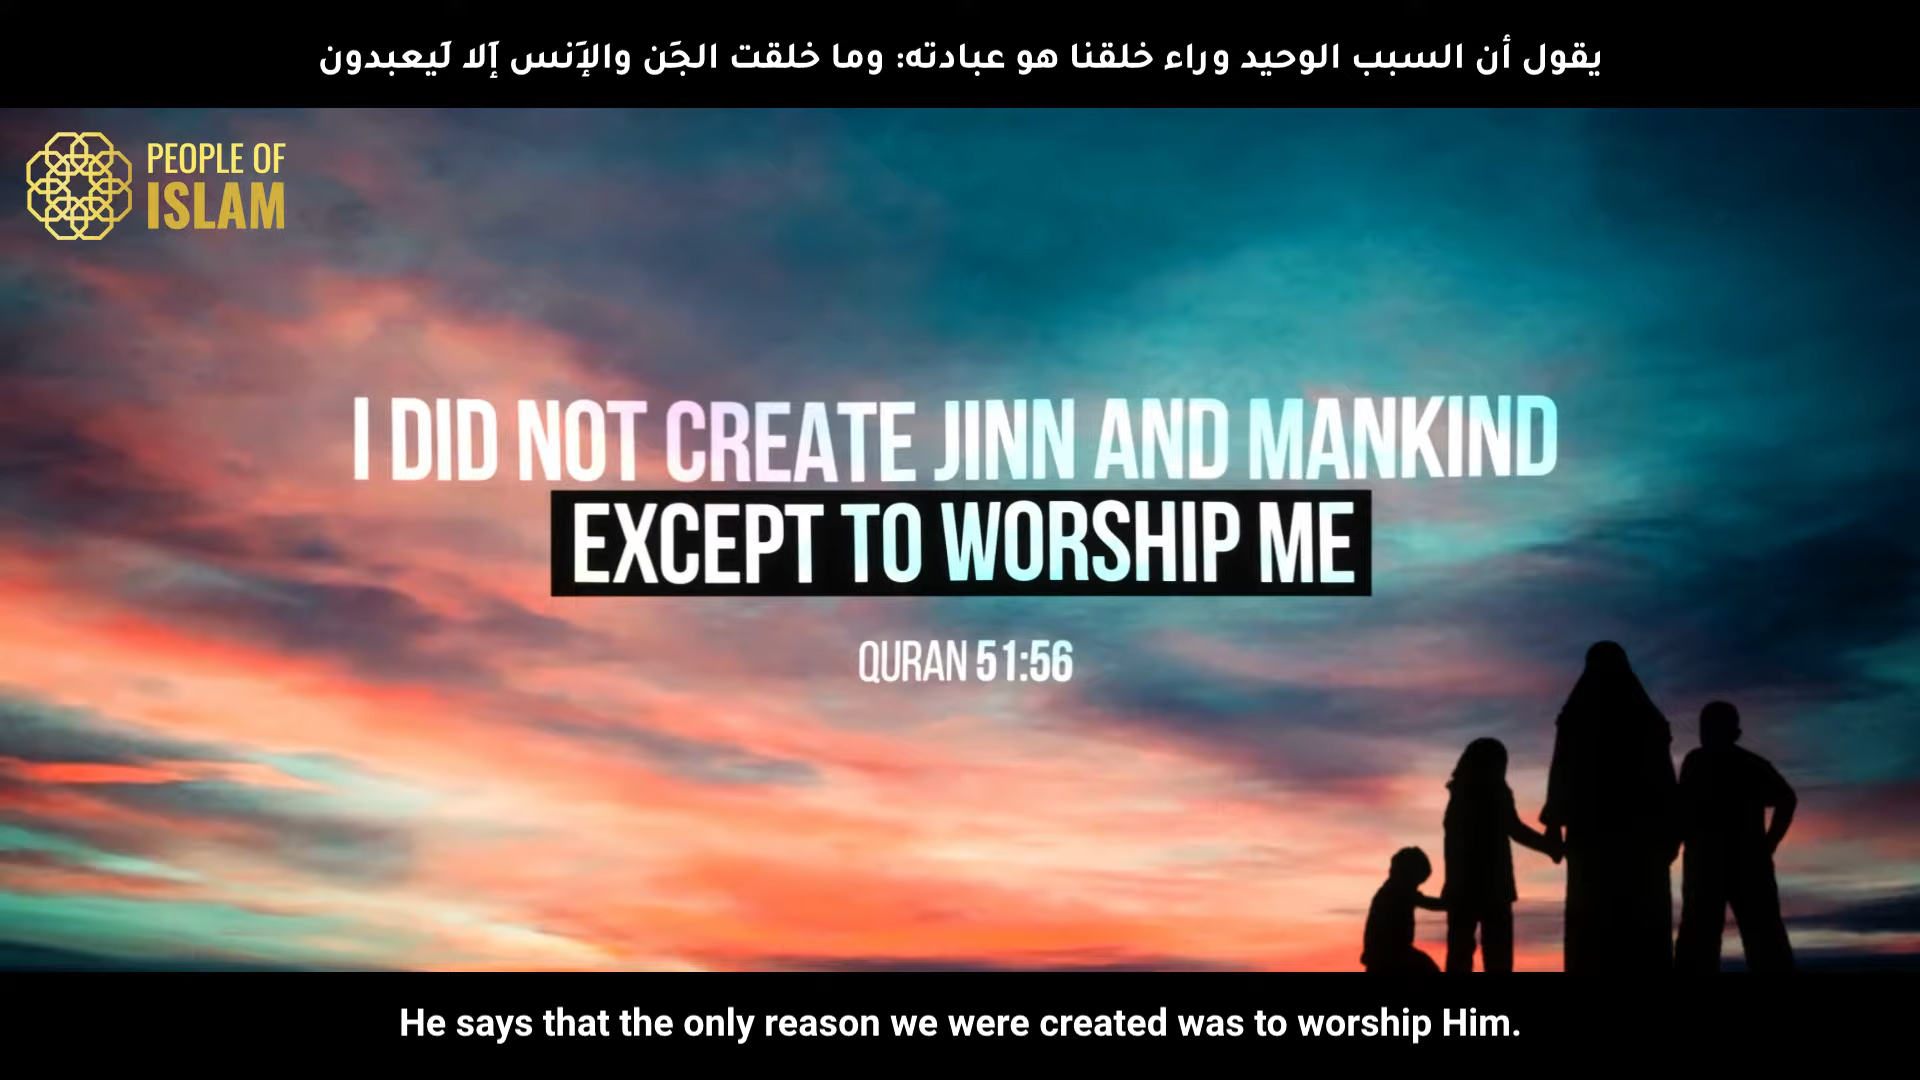 يقول أن السبب الوحيد وراء خلقنا هو عبادته: وما خلقت الجَن والإَنس إَلا لَيعبدون
PEOPLE OF
ISLAM
I DID NOT CREATE JINN AND MANKIND
EXCEPT TO WORSHIP ME
QURAN 51:56
He says that the only reason we were created was to worship Him.